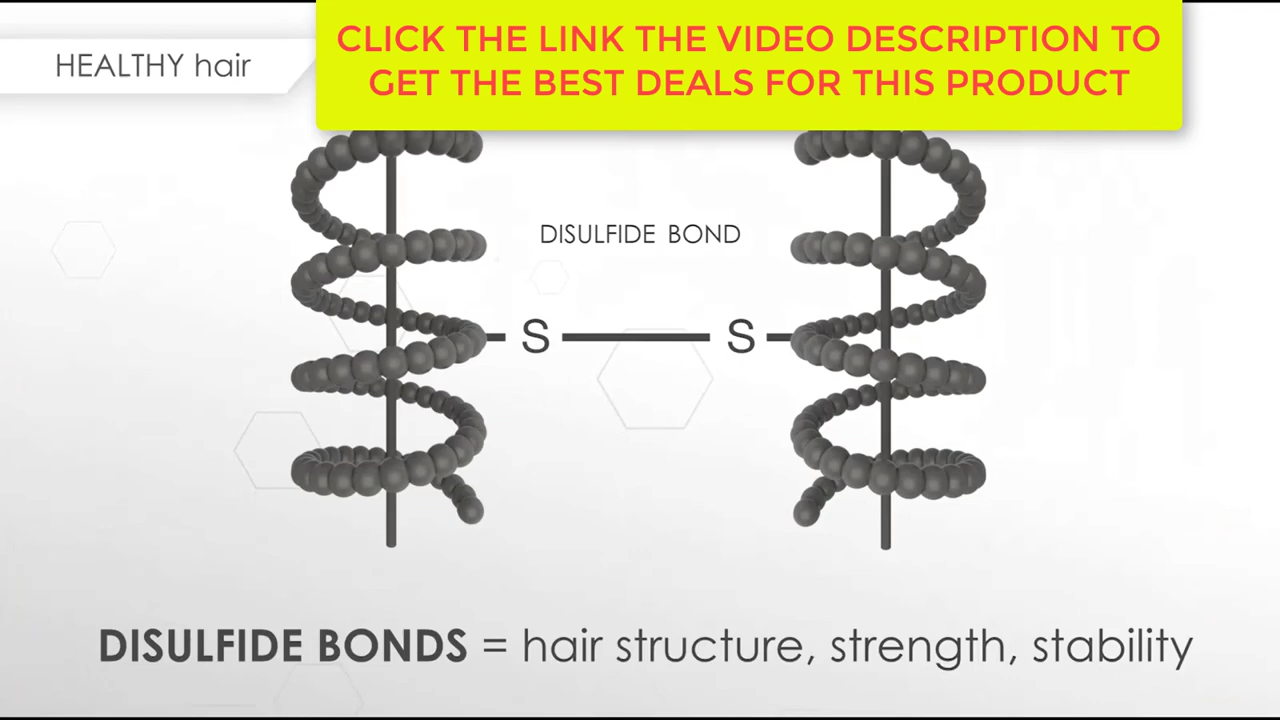 HEALTHY hair
CLICK THE LINK THE VIDEO DESCRIPTION TO
GET THE BEST DEALS FOR THIS PRODUCT
DISULFIDE BOND
S S
DISULFIDE BONDS = hair structure, strength, stability